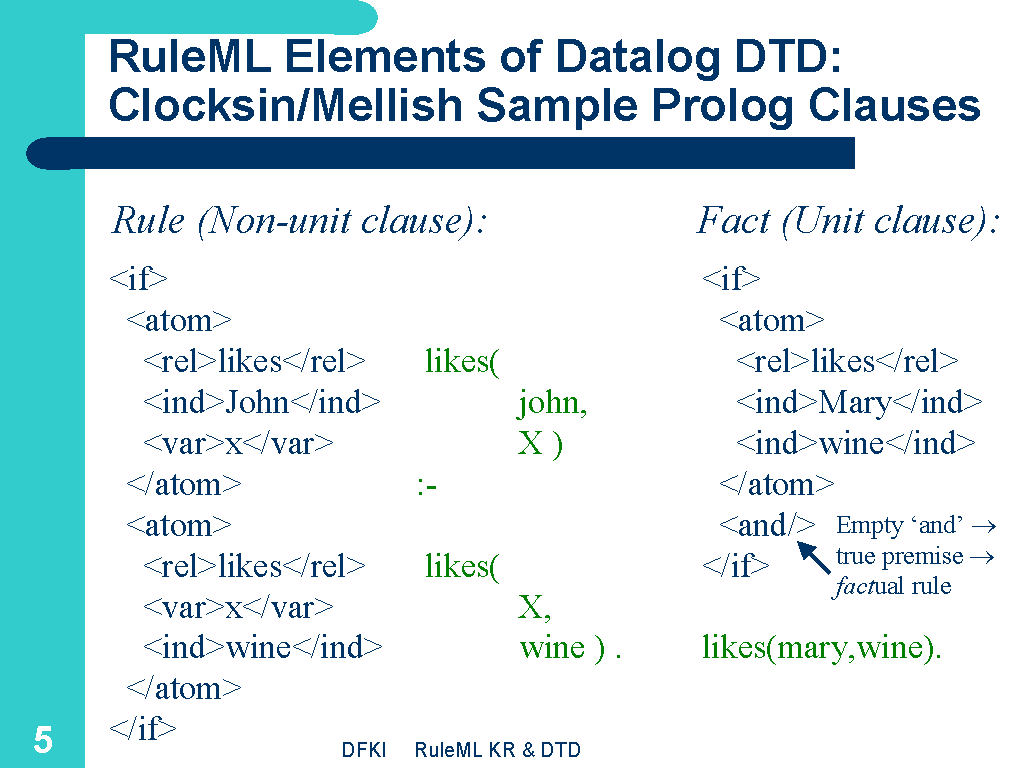 RuleML Elements of Datalog DTD:
Clocksin/Mellish Sample Prolog Clauses
Rule (Non-unit clause):
<if>
<atom>
<rel>likes</rel> likes(
<ind>John</ind> john,
<var>x</var> X )
</atom> :-
<atom>
<rel>likes</rel> likes(
<var>x</var> X,
<ind>wine</ind> wine ) .
</atom>
</if>
Fact (Unit clause):
<if>
<atom>
<rel>likes</rel>
<ind>Mary</ind>
<ind>wine</ind>
</atom>
<and/>
</if>
Empty ‘and’ →
true premise →
factual rule
likes(mary,wine).
5
DFKI RuleML KR & DTD